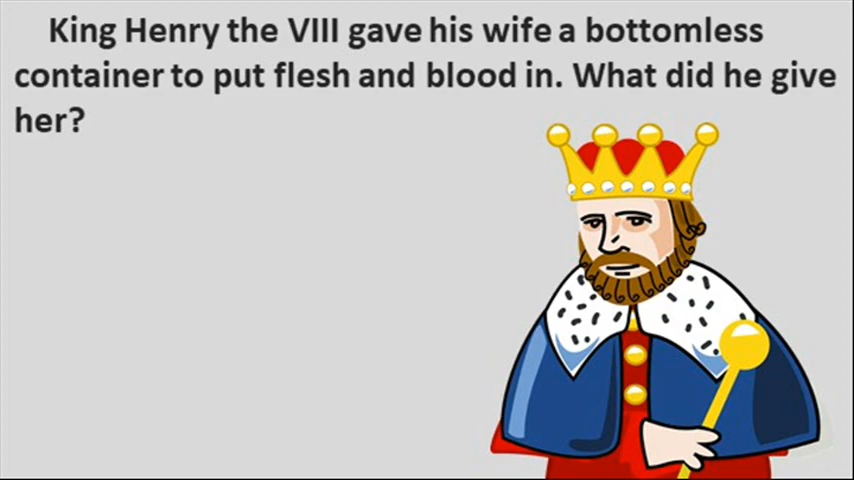 King Henry the VIII gave his wife a bottomless
container to put flesh and blood in. What did he give
her?